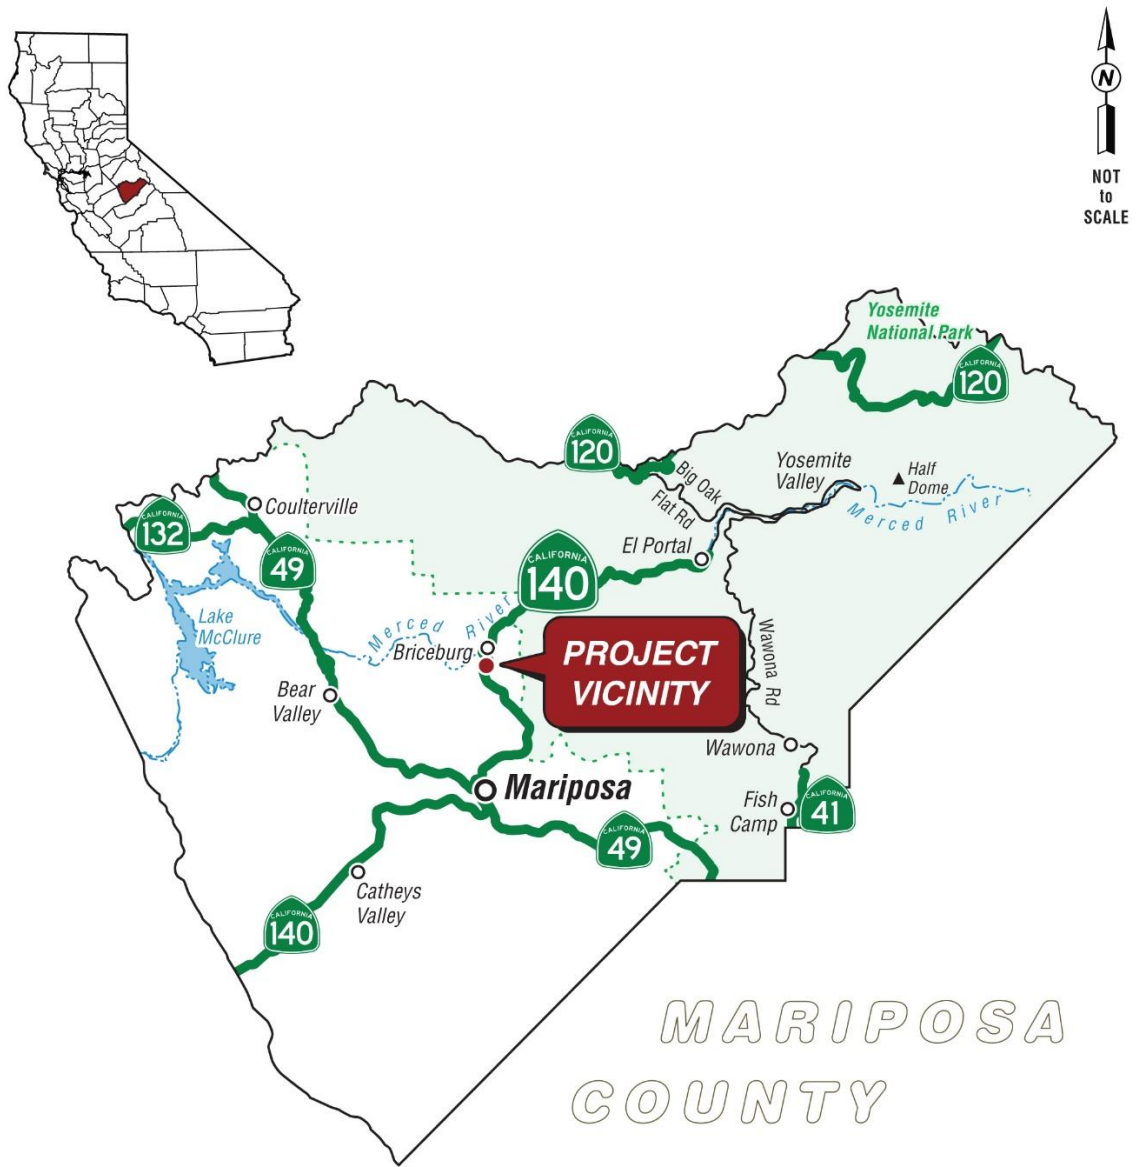 N
NOT
to
SCALE
Yosemite
National Park
CALIFORNIA
120
CALIFORNIA
120
Big Oak
Flat Rd
Yosemite
Valley
Half
Dome
Merced River
Coulterville
CALIFORNIA
132
CALIFORNIA
49
El Portal
CALIFORNIA
140
Lake
McClure
Merced River
Briceburg
PROJECT
VICINITY
Wawona Rd
Bear
Valley
Wawona
Mariposa
Fish
Camp
CALIFORNIA
41
CALIFORNIA
49
Catheys
Valley
CALIFORNIA
140
MARIPOSA
COUNTY